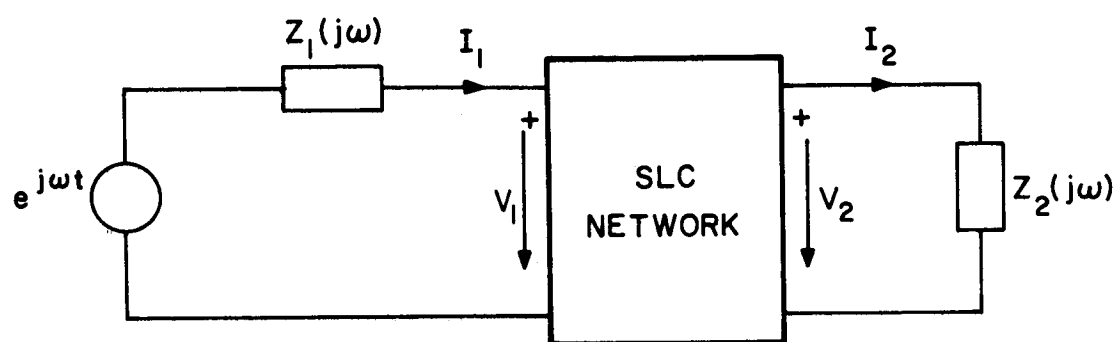 Z₁(jω)
I₁
I₂
+
+
e^jωt
V₁
SLC
NETWORK
V₂
Z₂(jω)